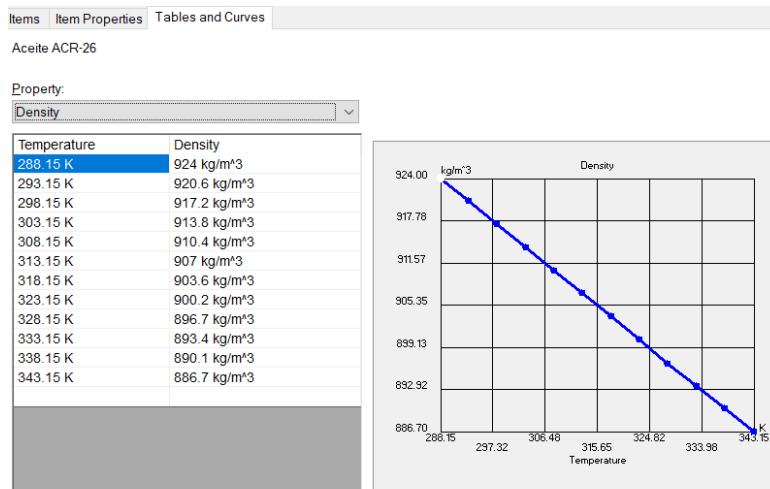 Items Item Properties Tables and Curves
Aceite ACR-26
Property:
Density
Temperature Density
288.15 K 924 kg/m^3
293.15 K 920.6 kg/m^3
298.15 K 917.2 kg/m^3
303.15 K 913.8 kg/m^3
308.15 K 910.4 kg/m^3
313.15 K 907 kg/m^3
318.15 K 903.6 kg/m^3
323.15 K 900.2 kg/m^3
328.15 K 896.7 kg/m^3
333.15 K 893.4 kg/m^3
338.15 K 890.1 kg/m^3
343.15 K 886.7 kg/m^3
Density
kg/m^3
924.00
917.78
911.57
905.35
899.13
892.92
886.70
K
288.15 306.48 324.82 343.15
297.32 315.65 333.98
Temperature